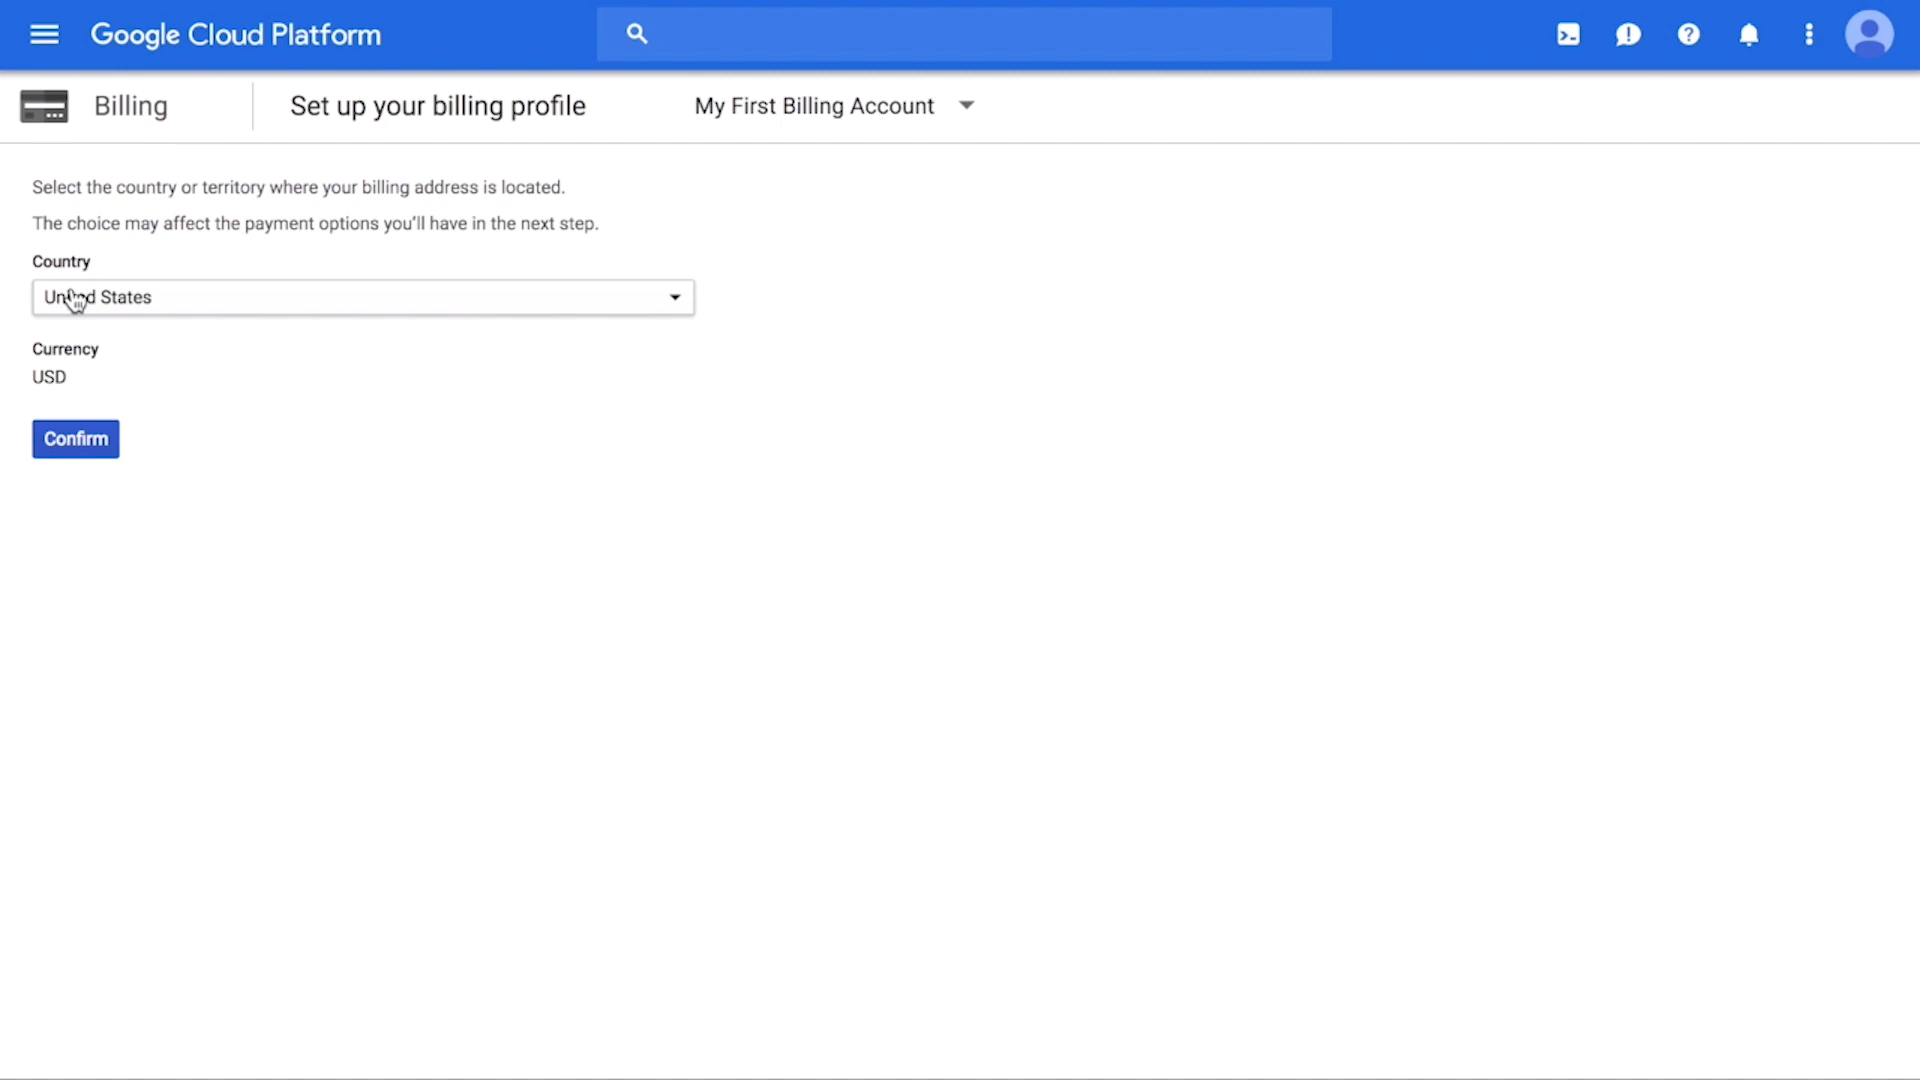 Google Cloud Platform
Billing
Set up your billing profile
My First Billing Account
Select the country or territory where your billing address is located.
The choice may affect the payment options you'll have in the next step.
Country
United States
Currency
USD
Confirm